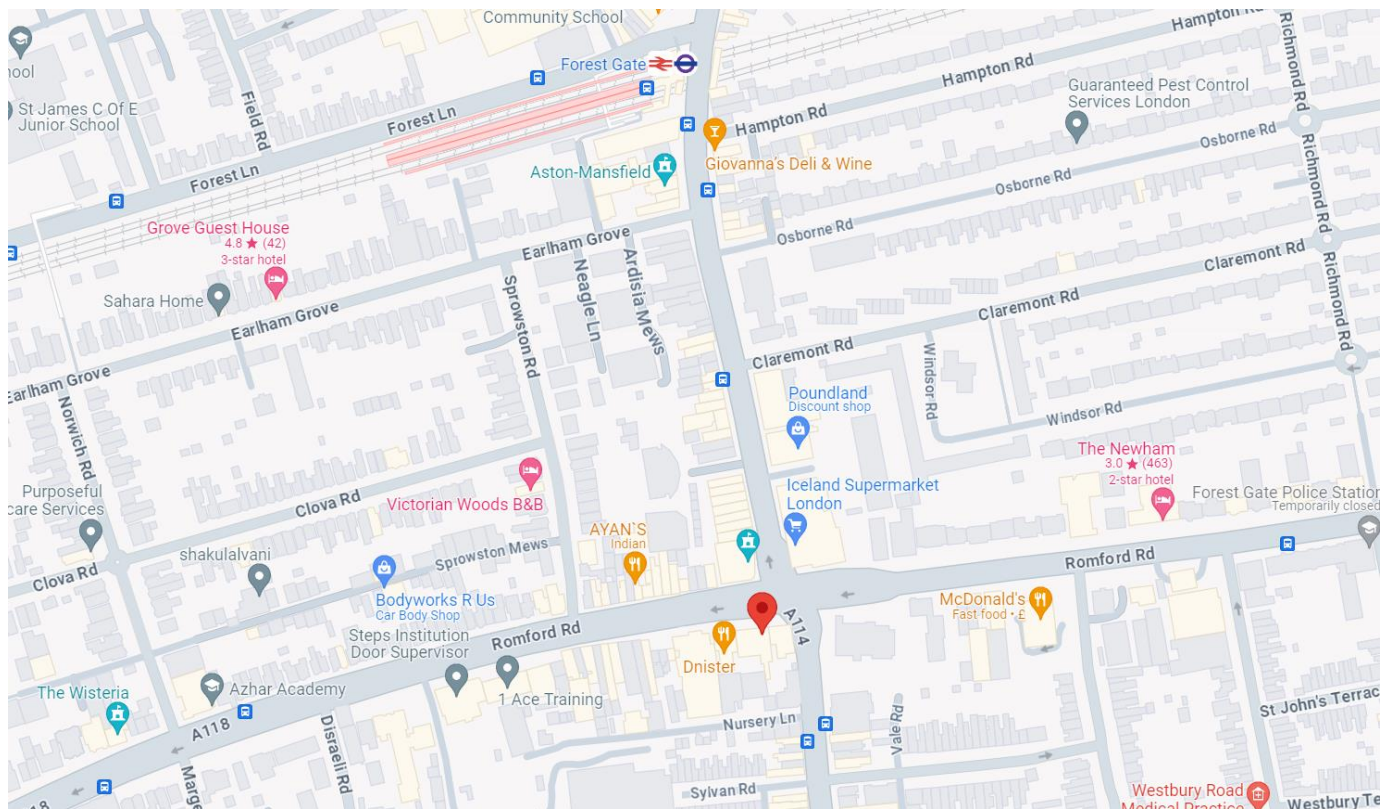 Community School
Hampton Rd
Forest Gate
Hampton Rd
Richmond Rd
Guaranteed Pest Control
Services London
St James C Of E
Junior School
Field Rd
Forest Ln
Hampton Rd
Osborne Rd
Richmond Rd
Giovanna's Deli & Wine
Aston-Mansfield
Forest Ln
Osborne Rd
Grove Guest House
4.8 ★ (42)
3-star hotel
Earlham Grove
Osborne Rd
Claremont Rd
Richmond Rd
Sahara Home
Earlham Grove
Sprowston Rd
Neagle Ln
Ardisia Mews
Claremont Rd
Claremont Rd
Windsor Rd
Earlham Grove
Poundland
Discount shop
Windsor Rd
Norwich Rd
The Newham
3.0 ★ (463)
2-star hotel
Purposeful
care Services
Clova Rd
Victorian Woods B&B
Iceland Supermarket
London
Forest Gate Police Station
Temporarily closed
AYAN`S
Indian
shakulalvani
Sprowston Mews
Romford Rd
Clova Rd
Bodyworks R Us
Car Body Shop
McDonald's
Fast food • £
A114
Steps Institution
Door Supervisor
Romford Rd
Dnister
The Wisteria
Azhar Academy
1 Ace Training
St John's Terrac
A118
Disraeli Rd
Nursery Ln
Vale Rd
Marge
Sylvan Rd
Westbury Road
Medical Practice
Westbury Te